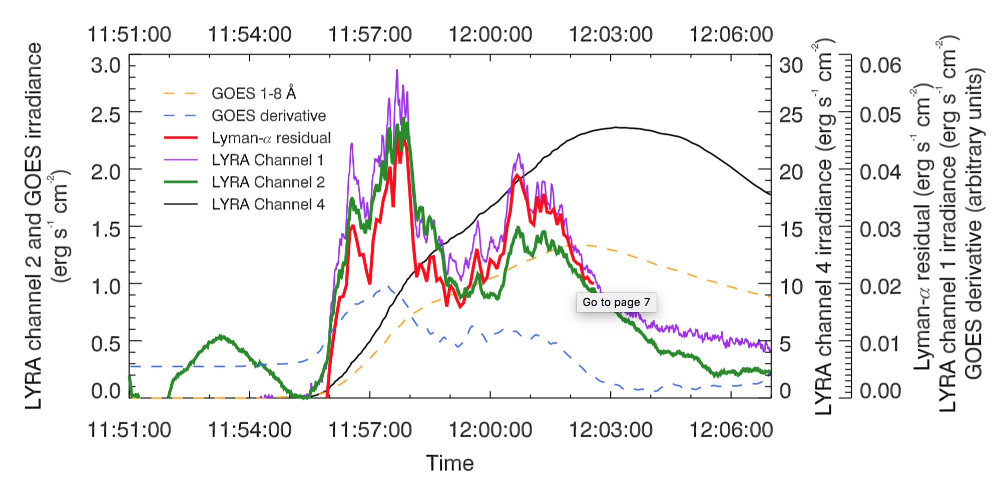 11:51:00 11:54:00 11:57:00 12:00:00 12:03:00 12:06:00
LYRA channel 2 and GOES irradiance
(erg s⁻¹ cm⁻²)
3.0
2.5
2.0
1.5
1.0
0.5
0.0
GOES 1-8 Å
GOES derivative
Lyman-α residual
LYRA Channel 1
LYRA Channel 2
LYRA Channel 4
Go to page 7
30
25
20
15
10
5
0
LYRA channel 4 irradiance (erg s⁻¹ cm⁻²)
0.06
0.05
0.04
0.03
0.02
0.01
0.00
Lyman-α residual (erg s⁻¹ cm⁻²)
LYRA channel 1 irradiance (erg s⁻¹ cm⁻²)
GOES derivative (arbitrary units)
11:51:00 11:54:00 11:57:00 12:00:00 12:03:00 12:06:00
Time